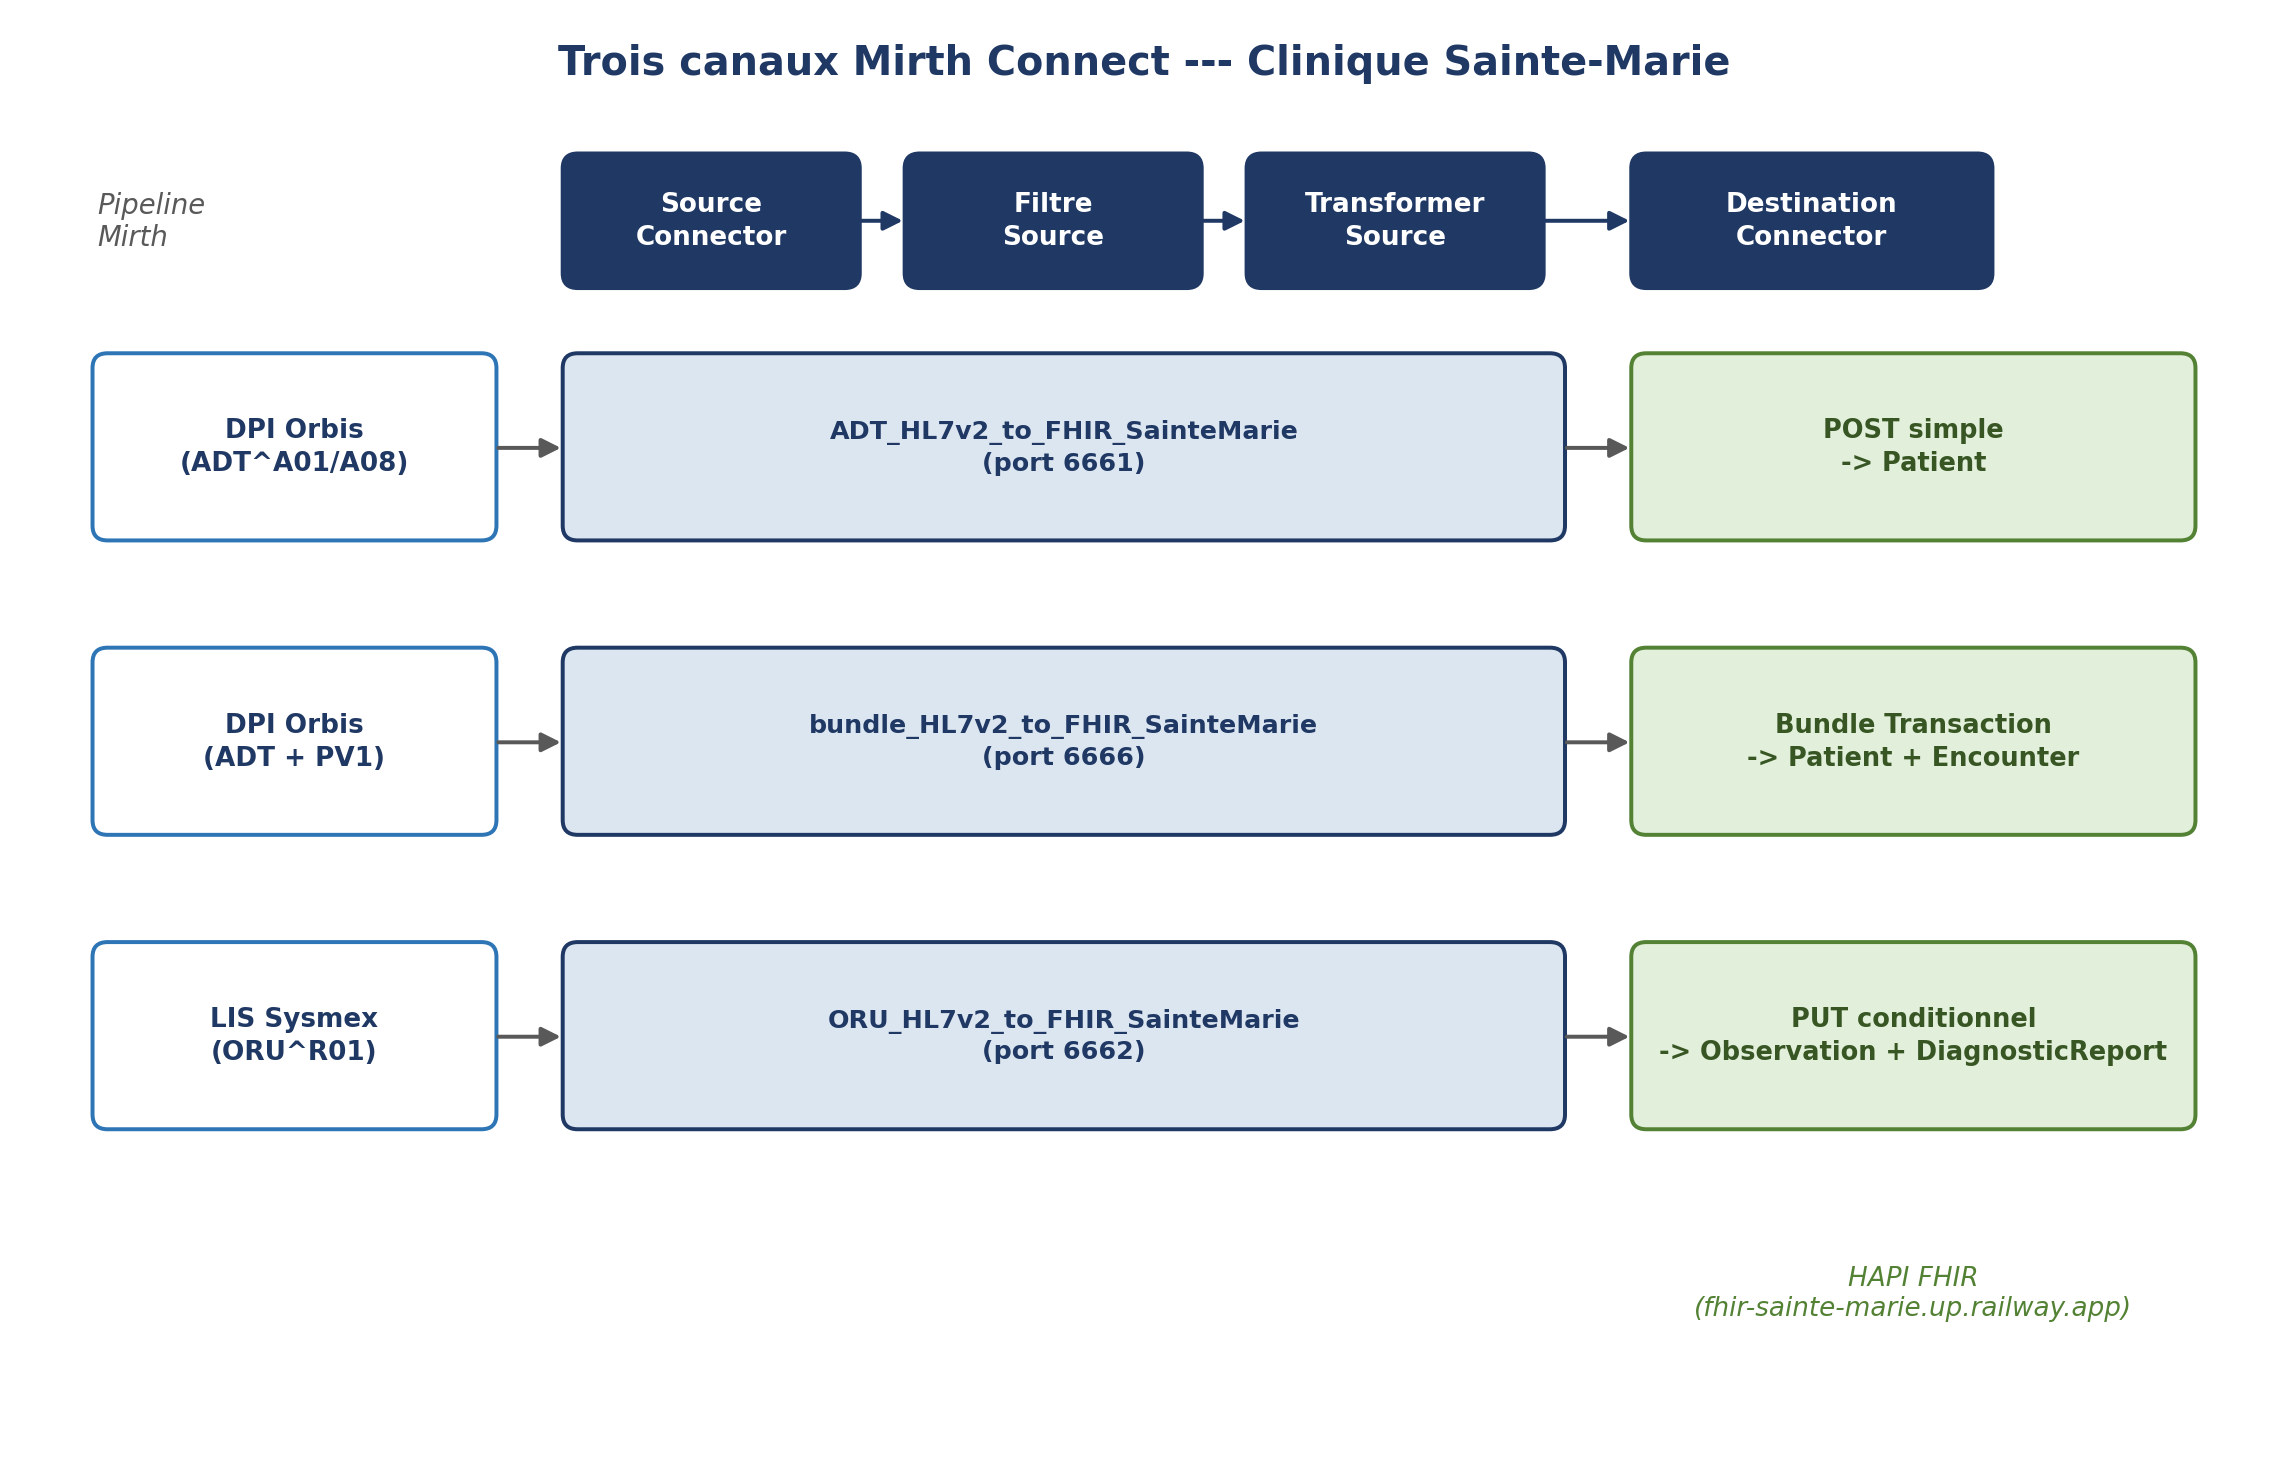 Trois canaux Mirth Connect --- Clinique Sainte-Marie
Pipeline
Mirth
Source
Connector
Filtre
Source
Transformer
Source
Destination
Connector
DPI Orbis
(ADT^A01/A08)
ADT_HL7v2_to_FHIR_SainteMarie
(port 6661)
POST simple
-> Patient
DPI Orbis
(ADT + PV1)
bundle_HL7v2_to_FHIR_SainteMarie
(port 6666)
Bundle Transaction
-> Patient + Encounter
LIS Sysmex
(ORU^R01)
ORU_HL7v2_to_FHIR_SainteMarie
(port 6662)
PUT conditionnel
-> Observation + DiagnosticReport
HAPI FHIR
(fhir-sainte-marie.up.railway.app)